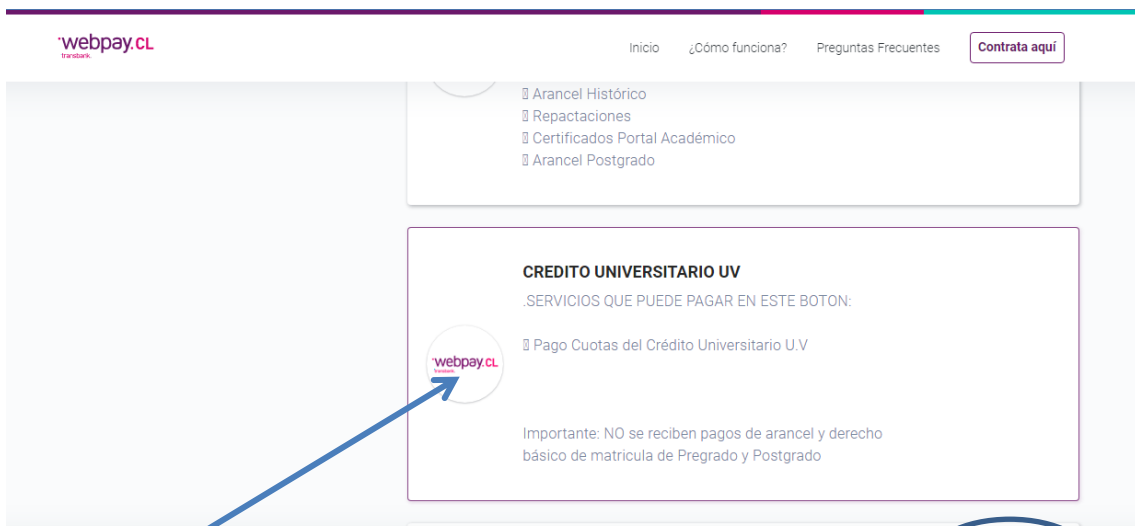 webpay.CL
transbank.
Inicio ¿Cómo funciona? Preguntas Frecuentes Contrata aquí
Arancel Histórico
Repactaciones
Certificados Portal Académico
Arancel Postgrado
CREDITO UNIVERSITARIO UV
.SERVICIOS QUE PUEDE PAGAR EN ESTE BOTON:
Pago Cuotas del Crédito Universitario U.V
webpay.CL
transbank.
Importante: NO se reciben pagos de arancel y derecho
básico de matricula de Pregrado y Postgrado